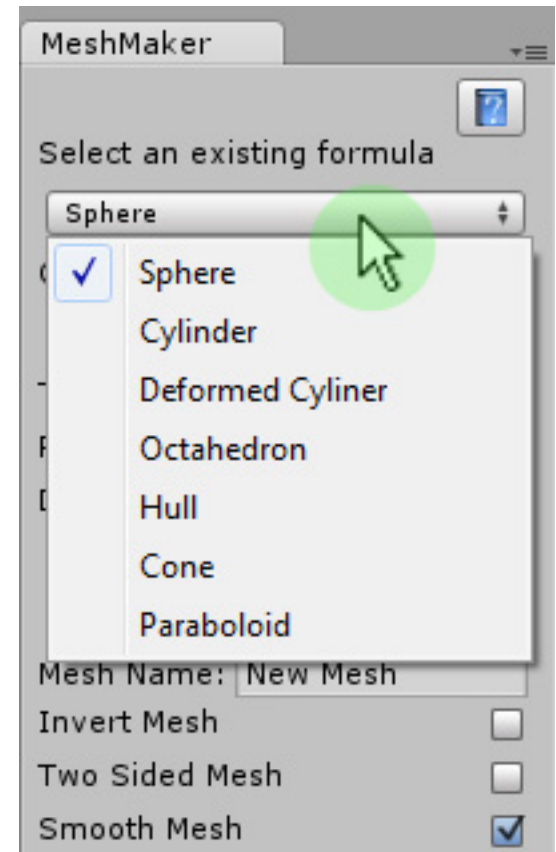 MeshMaker
Select an existing formula
Sphere
Sphere
Cylinder
Deformed Cyliner
Octahedron
Hull
Cone
Paraboloid
Mesh Name: New Mesh
Invert Mesh
Two Sided Mesh
Smooth Mesh